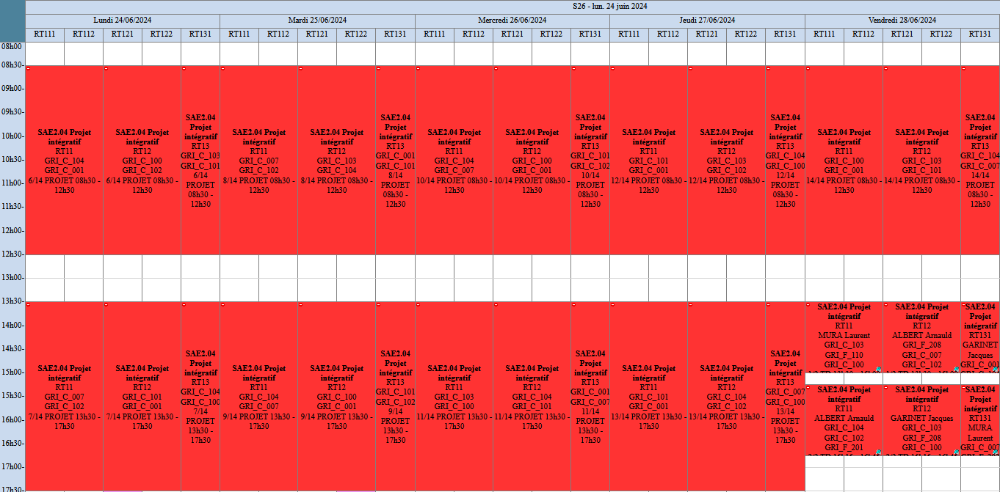 S26 - lun. 24 juin 2024
Lundi 24/06/2024 Mardi 25/06/2024 Mercredi 26/06/2024 Jeudi 27/06/2024 Vendredi 28/06/2024
RT111 RT112 RT121 RT122 RT131 RT111 RT112 RT121 RT122 RT131 RT111 RT112 RT121 RT122 RT131 RT111 RT112 RT121 RT122 RT131 RT111 RT112 RT121 RT122 RT131
08h00
08h30-
09h00-
09h30-
10h00-
10h30-
11h00-
11h30-
12h00-
12h30-
13h00-
13h30-
14h00-
14h30-
15h00-
15h30-
16h00-
16h30-
17h00-
17h30-
SAE2.04 Projet
intégratif
RT11
GRI_C_104
GRI_C_001
6/14 PROJET 08h30 -
12h30
SAE2.04 Projet
intégratif
RT12
GRI_C_100
GRI_C_102
6/14 PROJET 08h30 -
12h30
SAE2.04
Projet
intégratif
RT13
GRI_C_103
GRI_C_101
6/14
PROJET
08h30 -
12h30
SAE2.04 Projet
intégratif
RT11
GRI_C_007
GRI_C_102
8/14 PROJET 08h30 -
12h30
SAE2.04 Projet
intégratif
RT12
GRI_C_103
GRI_C_104
8/14 PROJET 08h30 -
12h30
SAE2.04
Projet
intégratif
RT13
GRI_C_001
GRI_C_101
8/14
PROJET
08h30 -
12h30
SAE2.04 Projet
intégratif
RT11
GRI_C_104
GRI_C_007
10/14 PROJET 08h30 -
12h30
SAE2.04 Projet
intégratif
RT12
GRI_C_100
GRI_C_001
10/14 PROJET 08h30 -
12h30
SAE2.04
Projet
intégratif
RT13
GRI_C_101
GRI_C_102
10/14
PROJET
08h30 -
12h30
SAE2.04 Projet
intégratif
RT11
GRI_C_101
GRI_C_001
12/14 PROJET 08h30 -
12h30
SAE2.04 Projet
intégratif
RT12
GRI_C_103
GRI_C_102
12/14 PROJET 08h30 -
12h30
SAE2.04
Projet
intégratif
RT13
GRI_C_104
GRI_C_100
12/14
PROJET
08h30 -
12h30
SAE2.04 Projet
intégratif
RT11
GRI_C_100
GRI_C_001
14/14 PROJET 08h30 -
12h30
SAE2.04 Projet
intégratif
RT12
GRI_C_103
GRI_C_101
14/14 PROJET 08h30 -
12h30
SAE2.04
Projet
intégratif
RT13
GRI_C_104
GRI_C_007
14/14
PROJET
08h30 -
12h30
SAE2.04 Projet
intégratif
RT11
GRI_C_007
GRI_C_102
7/14 PROJET 13h30 -
17h30
SAE2.04 Projet
intégratif
RT12
GRI_C_101
GRI_C_001
7/14 PROJET 13h30 -
17h30
SAE2.04
Projet
intégratif
RT13
GRI_C_104
GRI_C_100
7/14
PROJET
13h30 -
17h30
SAE2.04 Projet
intégratif
RT11
GRI_C_104
GRI_C_007
9/14 PROJET 13h30 -
17h30
SAE2.04 Projet
intégratif
RT12
GRI_C_100
GRI_C_001
9/14 PROJET 13h30 -
17h30
SAE2.04
Projet
intégratif
RT13
GRI_C_101
GRI_C_102
9/14
PROJET
13h30 -
17h30
SAE2.04 Projet
intégratif
RT11
GRI_C_103
GRI_C_100
11/14 PROJET 13h30 -
17h30
SAE2.04 Projet
intégratif
RT12
GRI_C_104
GRI_C_101
11/14 PROJET 13h30 -
17h30
SAE2.04
Projet
intégratif
RT13
GRI_C_001
GRI_C_007
11/14
PROJET
13h30 -
17h30
SAE2.04 Projet
intégratif
RT11
GRI_C_101
GRI_C_001
13/14 PROJET 13h30 -
17h30
SAE2.04 Projet
intégratif
RT12
GRI_C_104
GRI_C_102
13/14 PROJET 13h30 -
17h30
SAE2.04
Projet
intégratif
RT13
GRI_C_007
GRI_C_100
13/14
PROJET
13h30 -
17h30
SAE2.04 Projet
intégratif
RT11
MURA Laurent
GRI_C_103
GRI_F_110
GRI_C_100
SAE2.04 Projet
intégratif
RT12
ALBERT Arnauld
GRI_F_208
GRI_C_007
GRI_C_102
SAE2.04
Projet
intégratif
RT131
GARINET
Jacques
GRI_C_001
SAE2.04 Projet
intégratif
RT11
ALBERT Arnauld
GRI_C_104
GRI_C_102
GRI_F_201
SAE2.04 Projet
intégratif
RT12
GARINET Jacques
GRI_C_103
GRI_F_208
GRI_C_100
SAE2.04
Projet
intégratif
RT131
MURA
Laurent
GRI_C_007